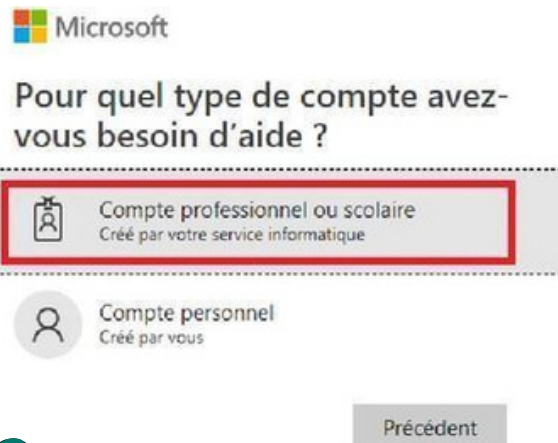 Microsoft
Pour quel type de compte avez-
vous besoin d'aide ?
Compte professionnel ou scolaire
Créé par votre service informatique
Compte personnel
Créé par vous
Précédent